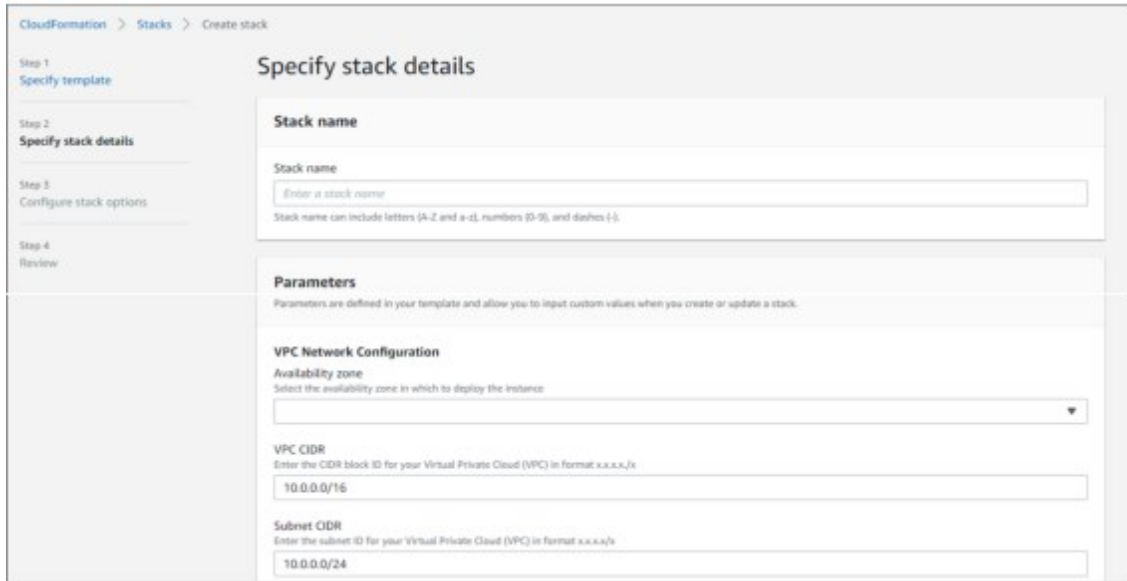 CloudFormation > Stacks > Create stack
Step 1
Specify template
Step 2
Specify stack details
Step 3
Configure stack options
Step 4
Review
Specify stack details
Stack name
Stack name
Enter a stack name
Stack name can include letters (A-Z and a-z), numbers (0-9), and dashes (-).
Parameters
Parameters are defined in your template and allow you to input custom values when you create or update a stack.
VPC Network Configuration
Availability zone
Select the availability zone in which to deploy the instance
VPC CIDR
Enter the CIDR block ID for your Virtual Private Cloud (VPC) in format x.x.x.x./x
10.0.0.0/16
Subnet CIDR
Enter the subnet ID for your Virtual Private Cloud (VPC) in format x.x.x.x/x
10.0.0.0/24